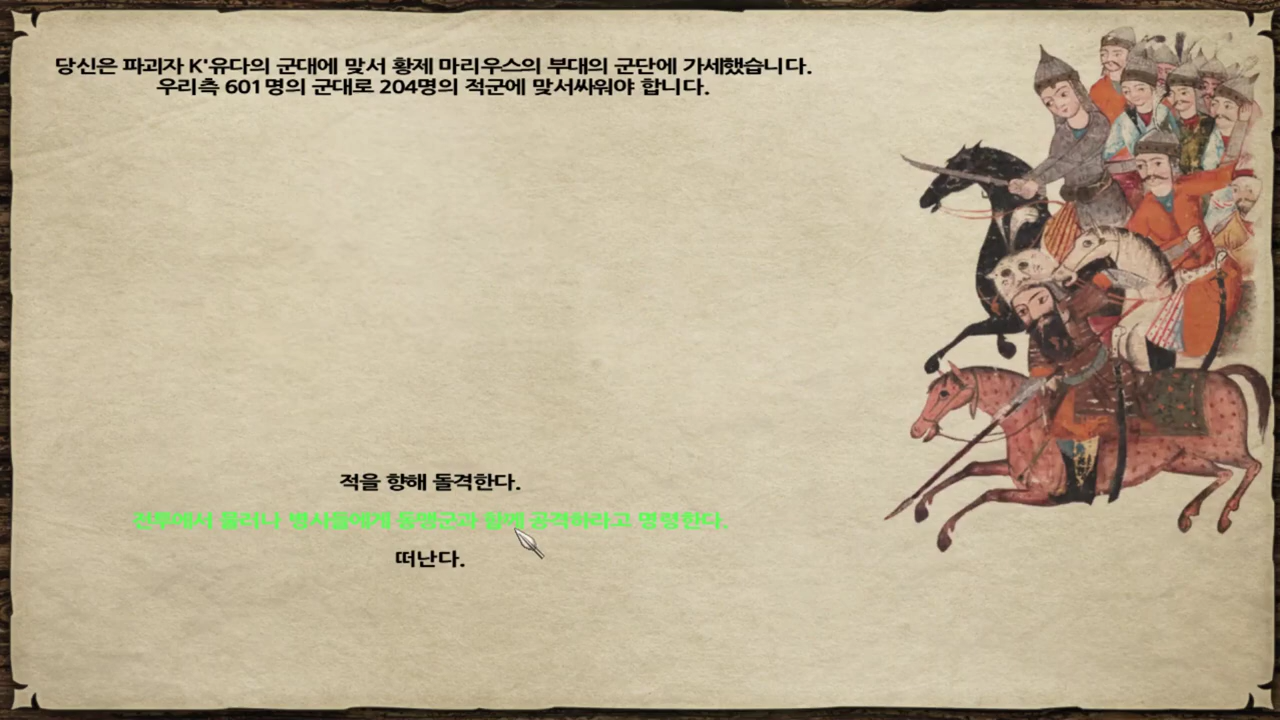 당신은 파괴자 K'유다의 군대에 맞서 황제 마리우스의 부대의 군단에 가세했습니다.
우리측 601명의 군대로 204명의 적군에 맞서싸워야 합니다.
적을 향해 돌격한다.
전투에서 물러나 병사들에게 동맹군과 함께 공격하라고 명령한다.
떠난다.